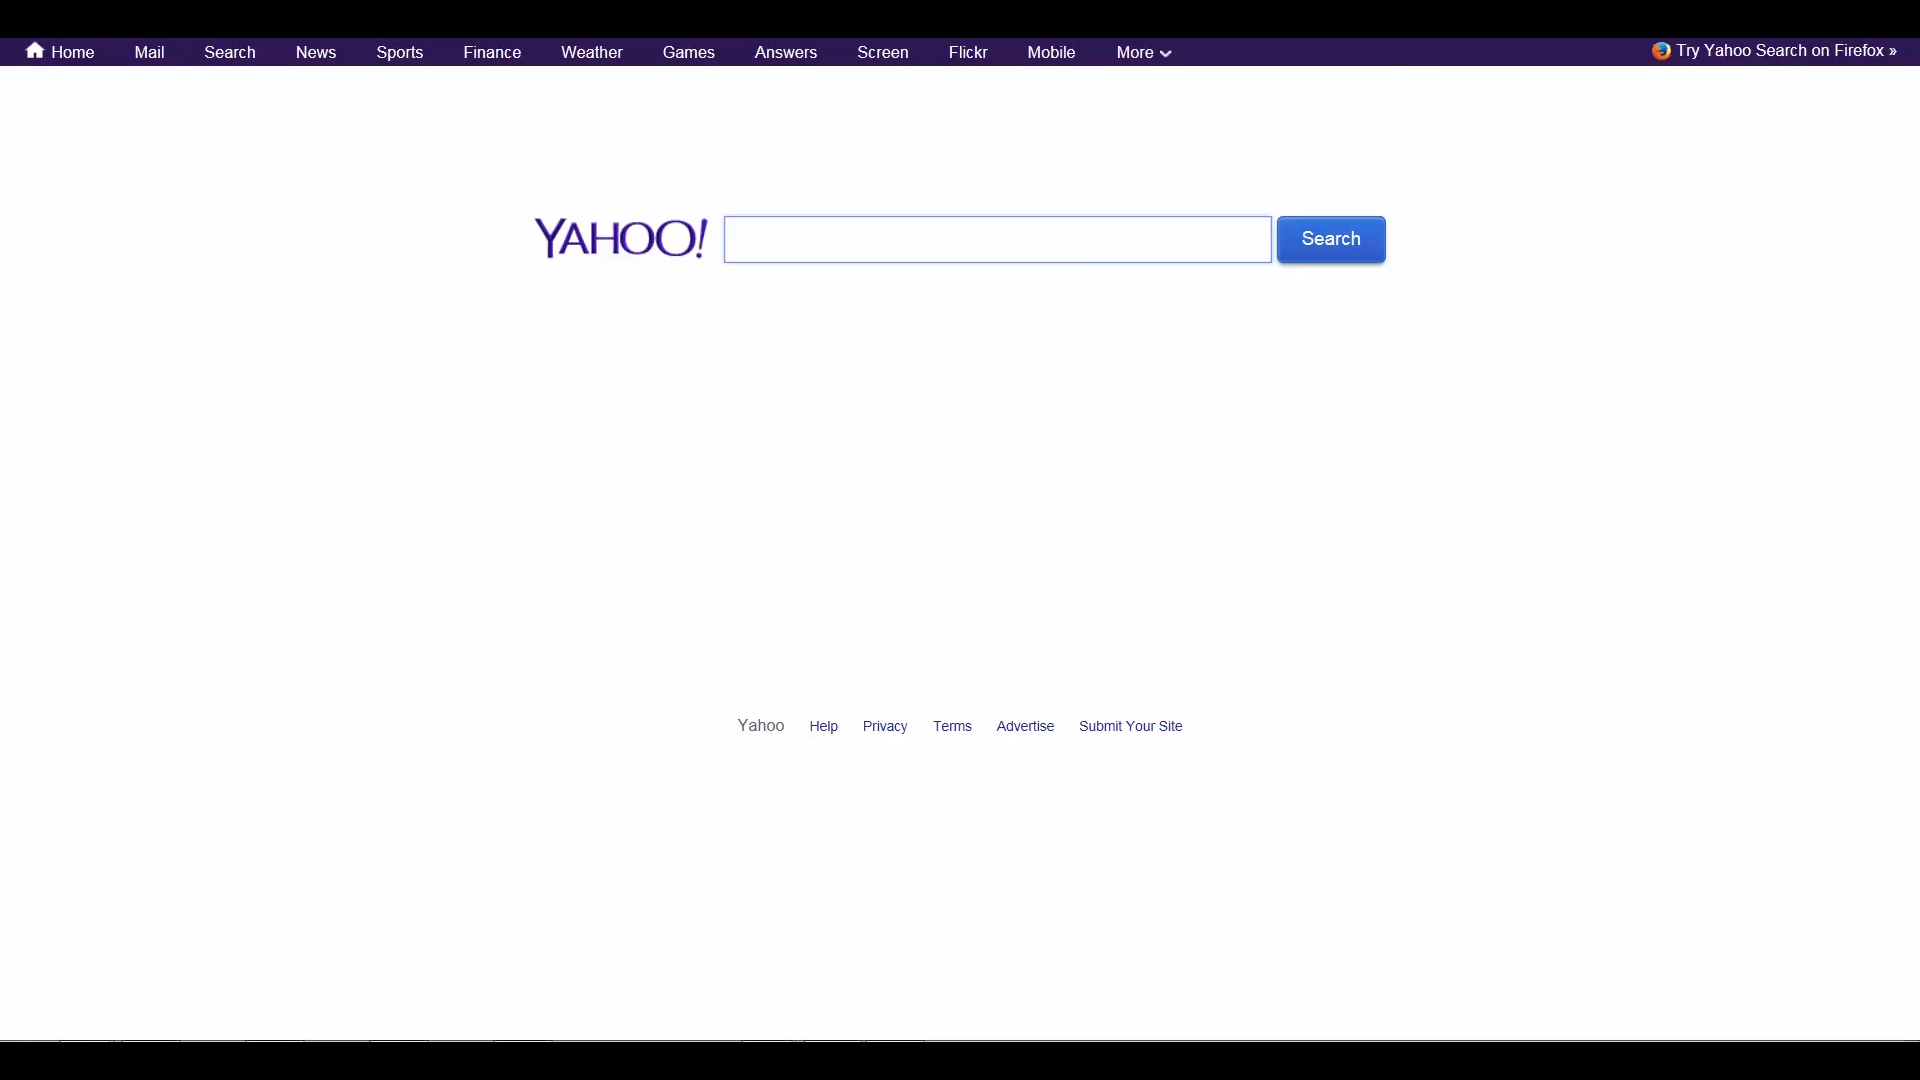 Home Mail Search News Sports Finance Weather Games Answers Screen Flickr Mobile More Try Yahoo Search on Firefox »
YAHOO! Search
Yahoo Help Privacy Terms Advertise Submit Your Site